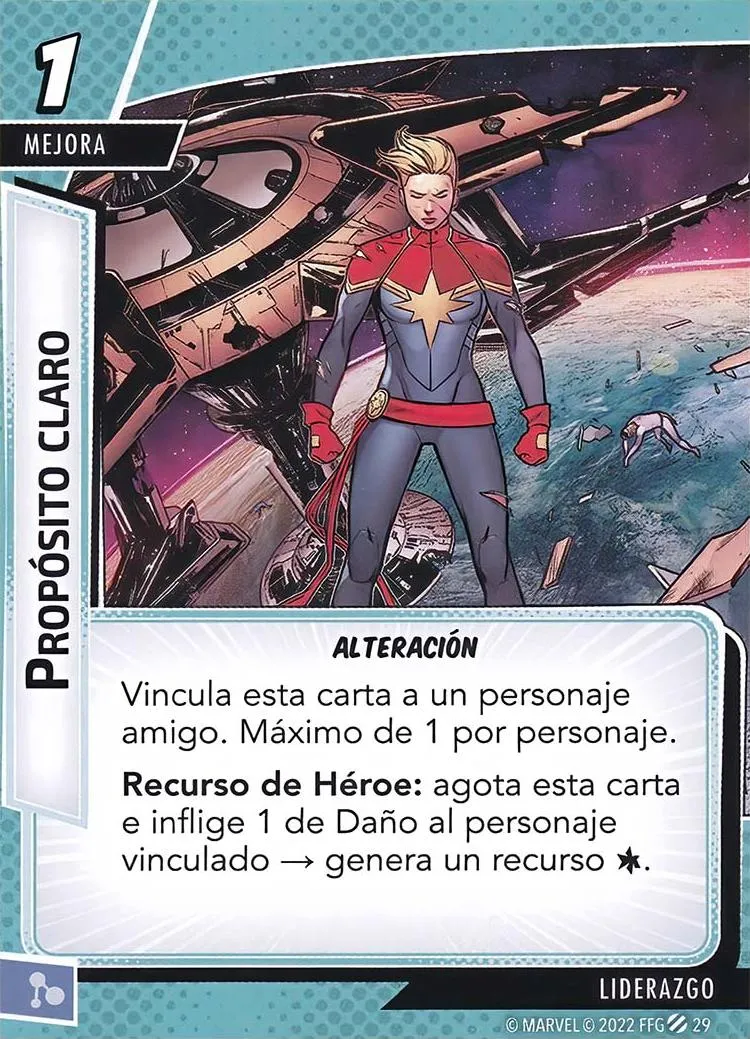 1
MEJORA
PROPÓSITO CLARO
ALTERACIÓN
Vincula esta carta a un personaje
amigo. Máximo de 1 por personaje.
Recurso de Héroe: agota esta carta
e inflige 1 de Daño al personaje
vinculado → genera un recurso ✶.
LIDERAZGO
© MARVEL © 2022 FFG 29